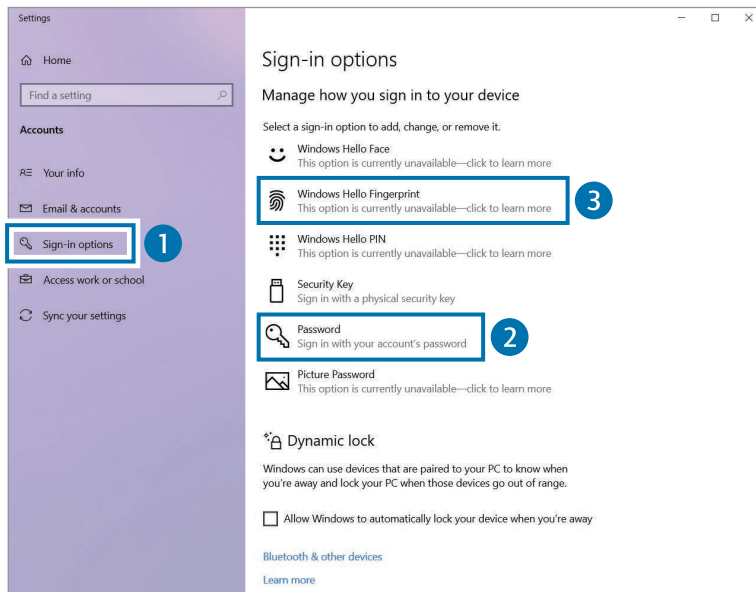 Settings
Home
Find a setting
Accounts
Your info
Email & accounts
Sign-in options
1
Access work or school
Sync your settings
Sign-in options
Manage how you sign in to your device
Select a sign-in option to add, change, or remove it.
Windows Hello Face
This option is currently unavailable—click to learn more
Windows Hello Fingerprint
This option is currently unavailable—click to learn more
3
Windows Hello PIN
This option is currently unavailable—click to learn more
Security Key
Sign in with a physical security key
Password
Sign in with your account's password
2
Picture Password
This option is currently unavailable—click to learn more
Dynamic lock
Windows can use devices that are paired to your PC to know when
you're away and lock your PC when those devices go out of range.
Allow Windows to automatically lock your device when you're away
Bluetooth & other devices
Learn more